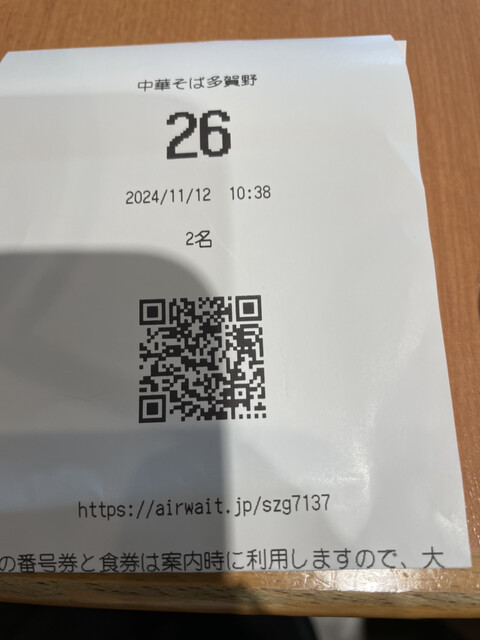 中華そば多賀野
26
2024/11/12 10:38
2名
https://airwait.jp/szg7137
の番号券と食券は案内時に利用しますので、大